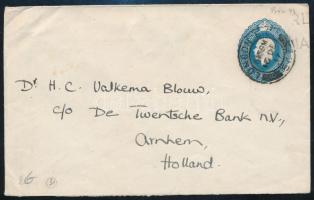 Dr H. C. Valkema Blouw,
c/o De Twentsche Bank N.V.,
Arnhem,
Holland.